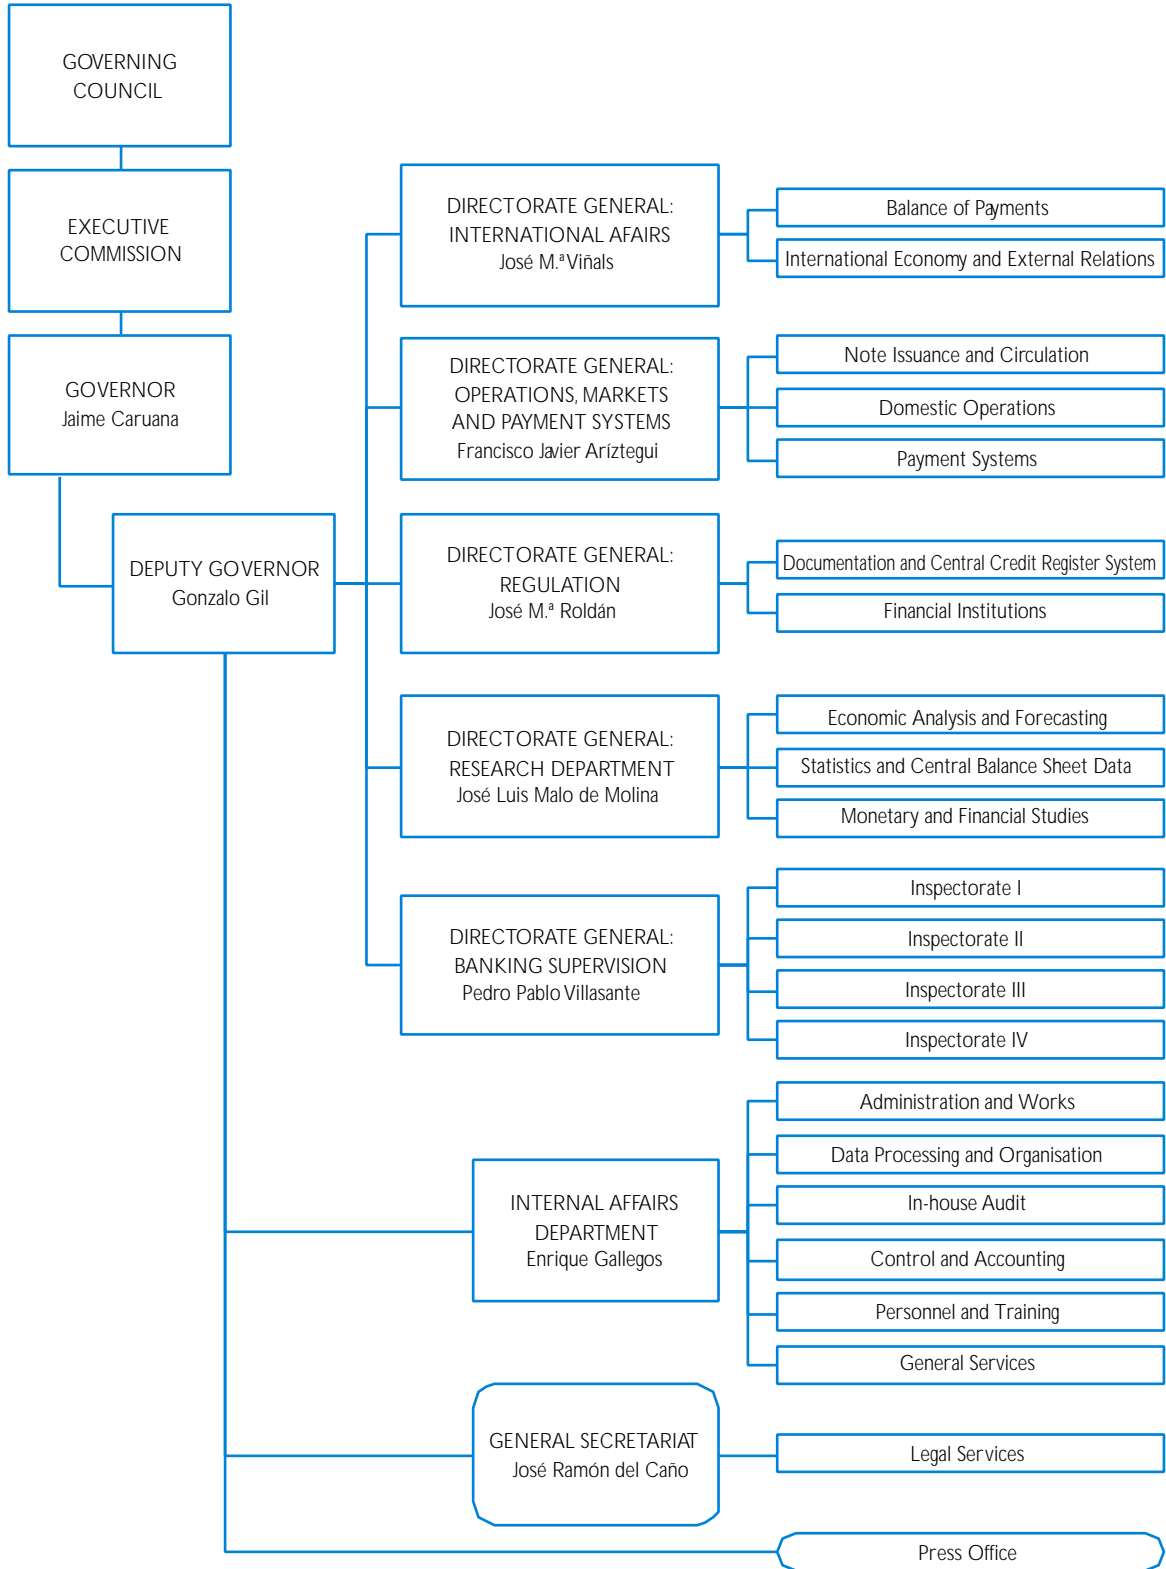 GOVERNING
COUNCIL
EXECUTIVE
COMMISSION
GOVERNOR
Jaime Caruana
DEPUTY GOVERNOR
Gonzalo Gil
DIRECTORATE GENERAL:
INTERNATIONAL AFAIRS
José M.ª Viñals
Balance of Payments
International Economy and External Relations
DIRECTORATE GENERAL:
OPERATIONS, MARKETS
AND PAYMENT SYSTEMS
Francisco Javier Aríztegui
Note Issuance and Circulation
Domestic Operations
Payment Systems
DIRECTORATE GENERAL:
REGULATION
José M.ª Roldán
Documentation and Central Credit Register System
Financial Institutions
DIRECTORATE GENERAL:
RESEARCH DEPARTMENT
José Luis Malo de Molina
Economic Analysis and Forecasting
Statistics and Central Balance Sheet Data
Monetary and Financial Studies
DIRECTORATE GENERAL:
BANKING SUPERVISION
Pedro Pablo Villasante
Inspectorate I
Inspectorate II
Inspectorate III
Inspectorate IV
INTERNAL AFFAIRS
DEPARTMENT
Enrique Gallegos
Administration and Works
Data Processing and Organisation
In-house Audit
Control and Accounting
Personnel and Training
General Services
GENERAL SECRETARIAT
José Ramón del Caño
Legal Services
Press Office